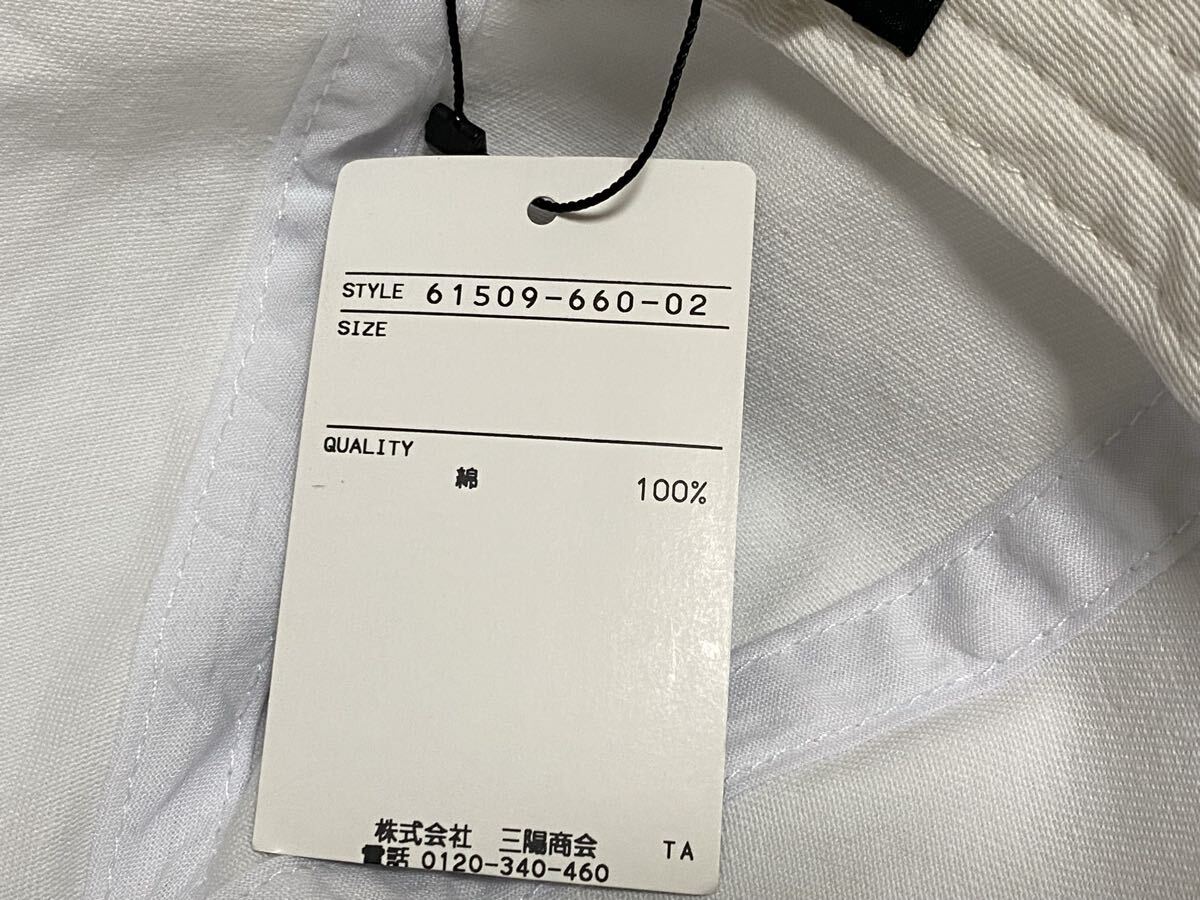 STYLE 61509-660-02
SIZE
QUALITY
綿 100%
株式会社 三陽商会 TA
電話 0120-340-460